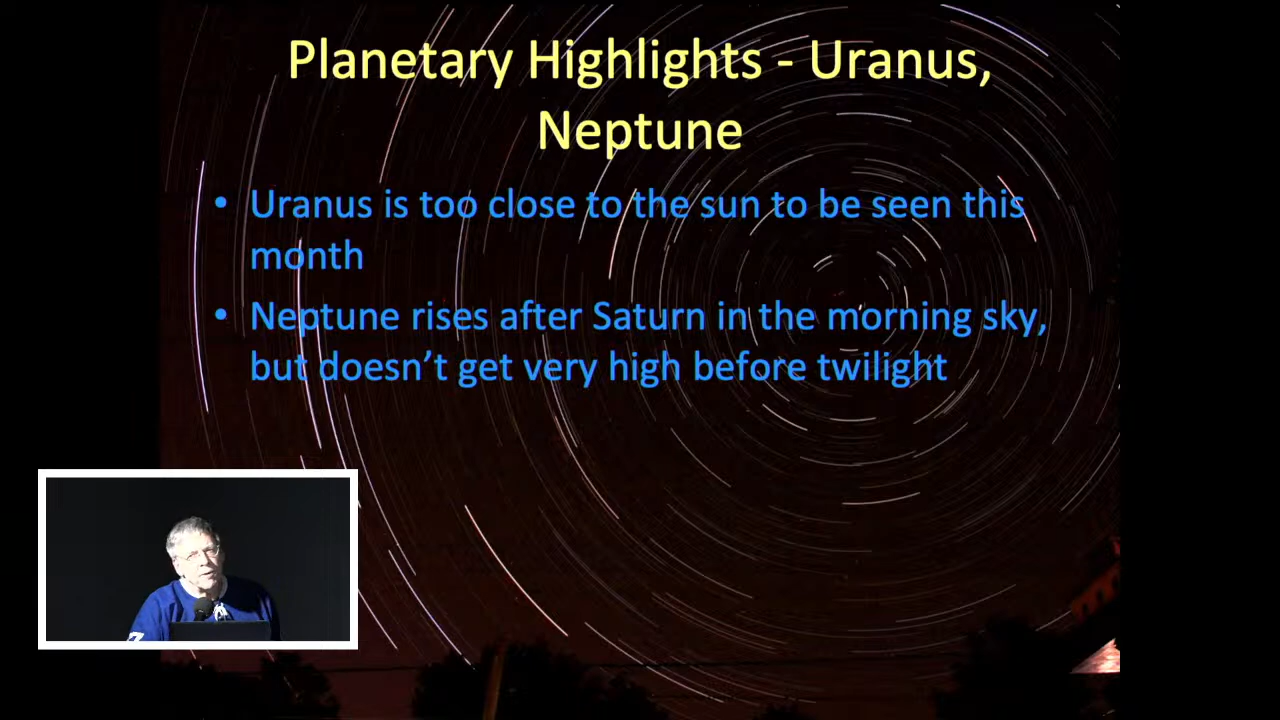 Planetary Highlights - Uranus,
Neptune
• Uranus is too close to the sun to be seen this
month
• Neptune rises after Saturn in the morning sky,
but doesn’t get very high before twilight